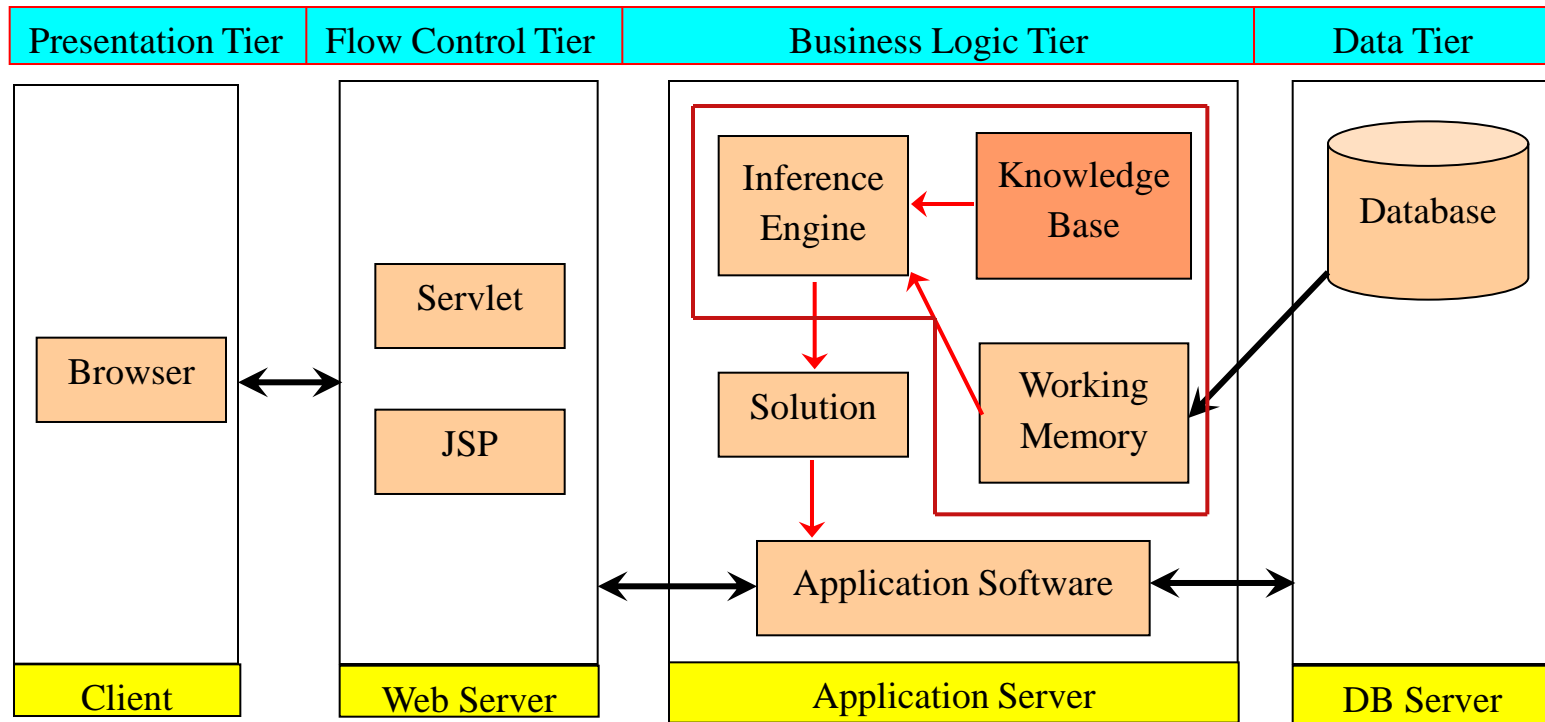 Presentation Tier
Flow Control Tier
Business Logic Tier
Data Tier
Browser
Servlet
JSP
Inference
Engine
Knowledge
Base
Solution
Working
Memory
Application Software
Database
Client
Web Server
Application Server
DB Server